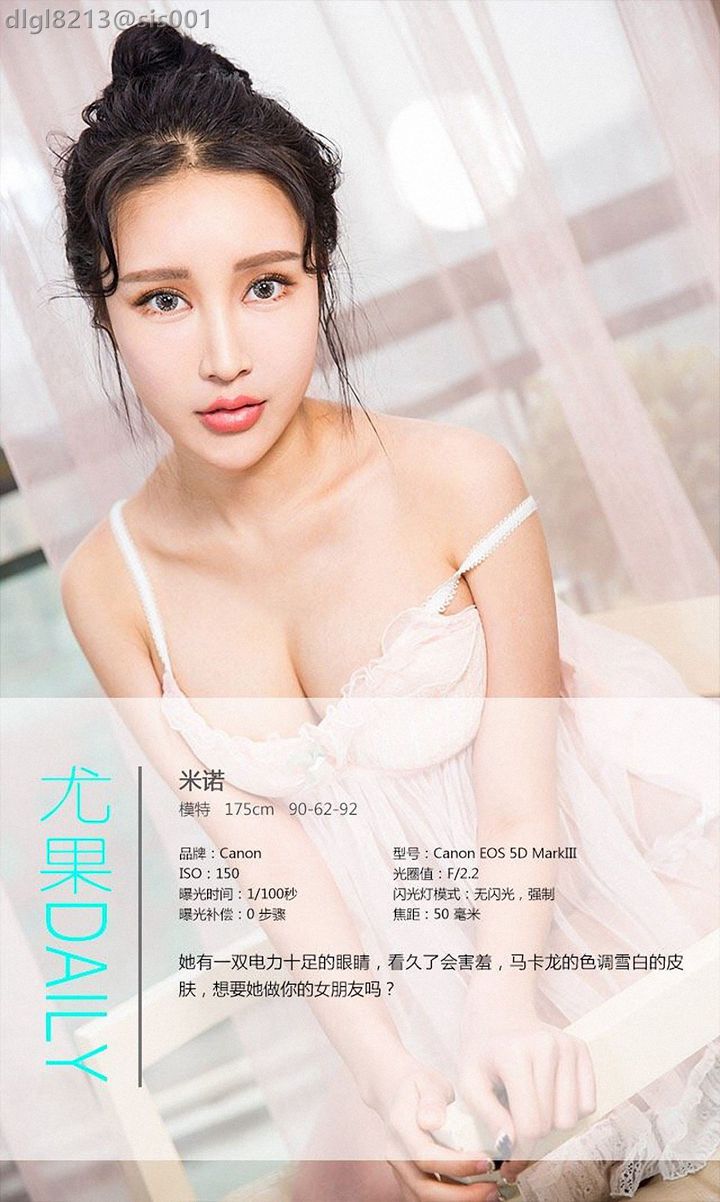 dlgl8213@sis001
尤果DAILY
米诺
模特 175cm 90-62-92
品牌：Canon 型号：Canon EOS 5D MarkIII
ISO：150 光圈值：F/2.2
曝光时间：1/100秒 闪光灯模式：无闪光，强制
曝光补偿：0 步骤 焦距：50 毫米
她有一双电力十足的眼睛，看久了会害羞，马卡龙的色调雪白的皮
肤，想要她做你的女朋友吗？